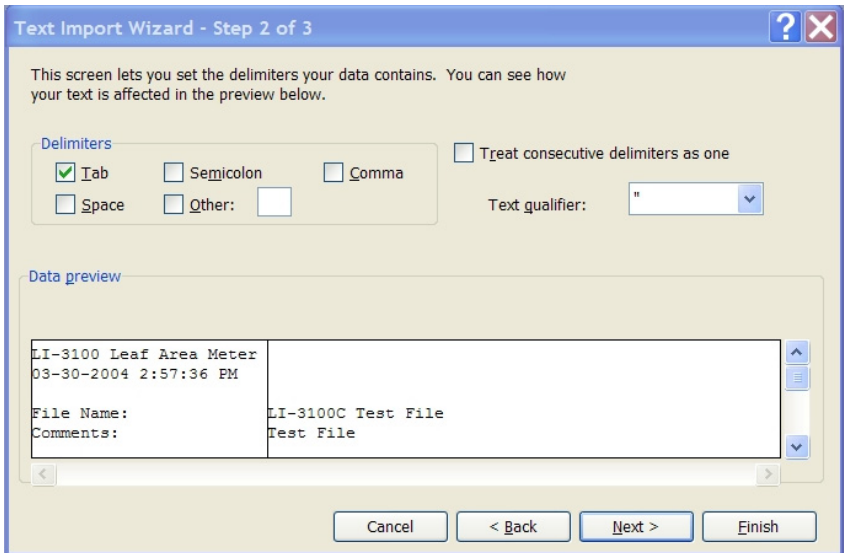 Text Import Wizard - Step 2 of 3
This screen lets you set the delimiters your data contains. You can see how
your text is affected in the preview below.
Delimiters
Tab
Semicolon
Comma
Space
Other:
Treat consecutive delimiters as one
Text qualifier: "
Data preview
LI-3100 Leaf Area Meter
03-30-2004 2:57:36 PM
File Name: LI-3100C Test File
Comments: Test File
Cancel
< Back
Next >
Finish